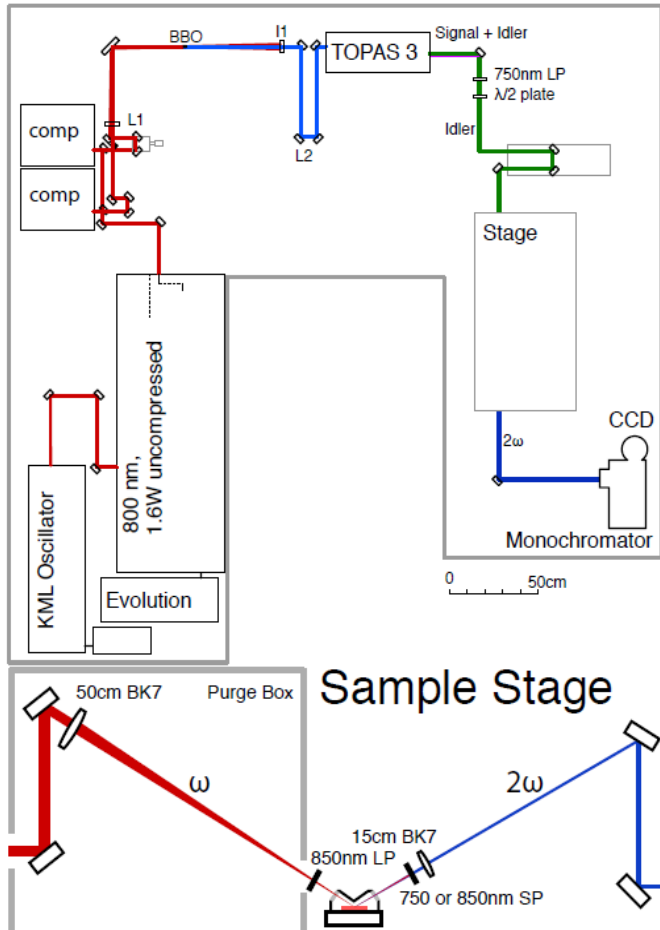 BBO
I1
TOPAS 3
Signal + Idler
750nm LP
λ/2 plate
Idler
L1
L2
comp
comp
Stage
800 nm,
1.6W uncompressed
KML Oscillator
Evolution
2ω
CCD
Monochromator
0
50cm
50cm BK7
Purge Box
Sample Stage
ω
2ω
15cm BK7
850nm LP
750 or 850nm SP